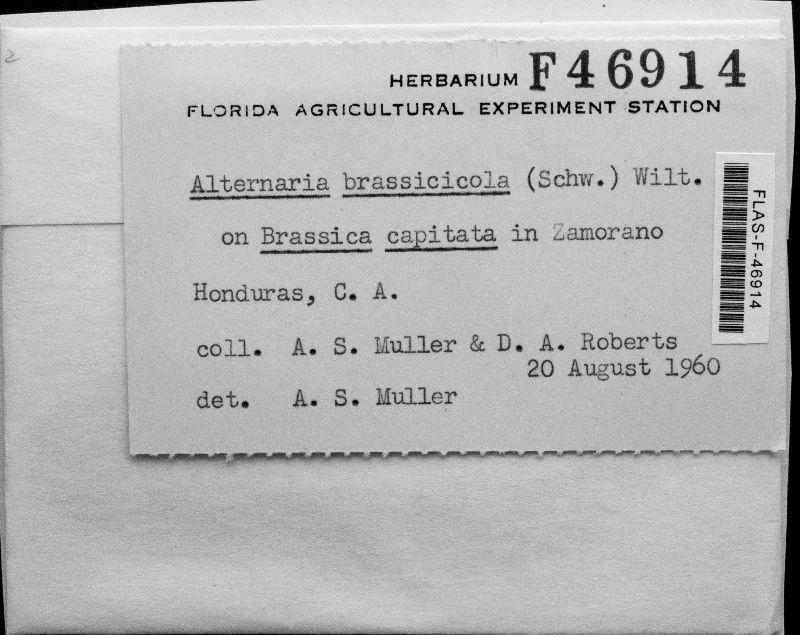 2
HERBARIUM F46914
FLORIDA AGRICULTURAL EXPERIMENT STATION
Alternaria brassicicola (Schw.) Wilt.
on Brassica capitata in Zamorano
Honduras, C. A.
coll. A. S. Muller & D. A. Roberts
20 August 1960
det. A. S. Muller
FLAS-F-46914